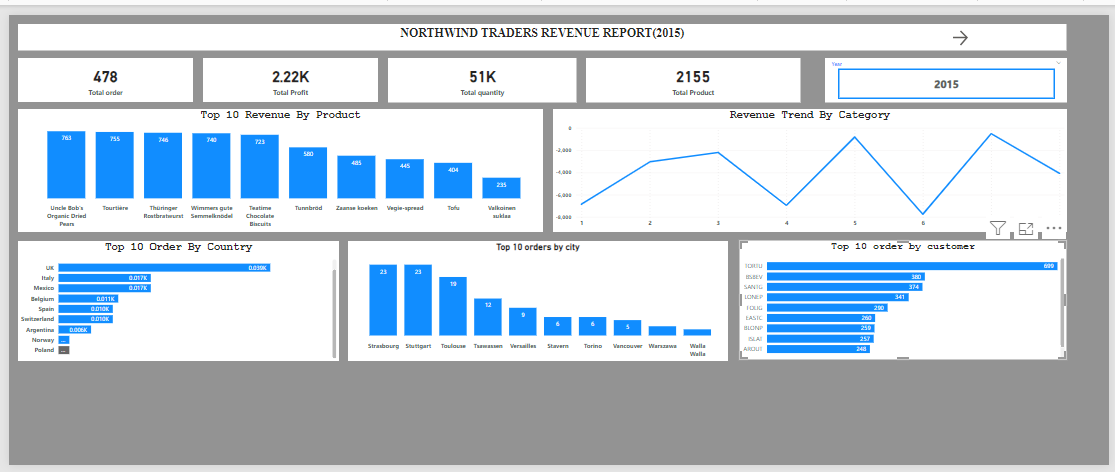 NORTHWIND TRADERS REVENUE REPORT(2015)
478
Total order
2.22K
Total Profit
51K
Total quantity
2155
Total Product
Year
2015
Top 10 Revenue By Product
763
755
746
740
723
580
485
445
404
235
Uncle Bob's
Organic Dried
Pears
Tourtière
Thüringer
Rostbratwurst
Wimmers gute
Semmelknödel
Teatime
Chocolate
Biscuits
Tunnbröd
Zaanse koeken
Vegie-spread
Tofu
Valkoinen
suklaa
Revenue Trend By Category
0
-2,000
-4,000
-6,000
-8,000
1
2
3
4
5
6
Top 10 Order By Country
UK 0.039K
Italy 0.017K
Mexico 0.017K
Belgium 0.011K
Spain 0.010K
Switzerland 0.010K
Argentina 0.006K
Norway ...
Poland ...
Top 10 orders by city
23
23
19
12
9
6
6
5
Strasbourg
Stuttgart
Toulouse
Tsawassen
Versailles
Stavern
Torino
Vancouver
Warszawa
Walla
Walla
Top 10 order by customer
TORTU 699
BSBEV 380
SANTG 374
LONEP 341
FOLIG 290
EASTC 260
BLONP 259
ISLAT 257
AROUT 248